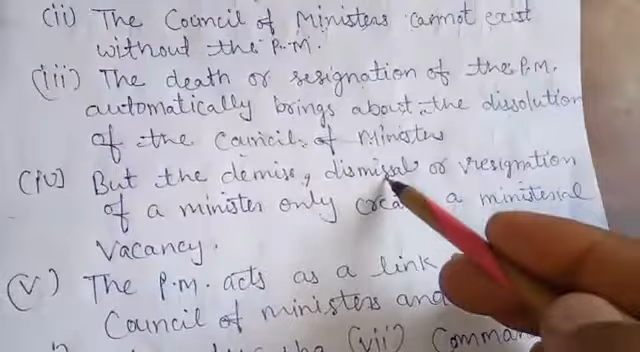 (ii) The Council of Ministers cannot exist
without the P.M.
(iii) The death or resignation of the P.M.
automatically brings about the dissolution
of the Council of Ministers
(iv) But the demise, dismissal or resignation
of a minister only a ministerial
Vacancy.
(v) The P.M. acts as a link
Council of ministers and
the (vii)